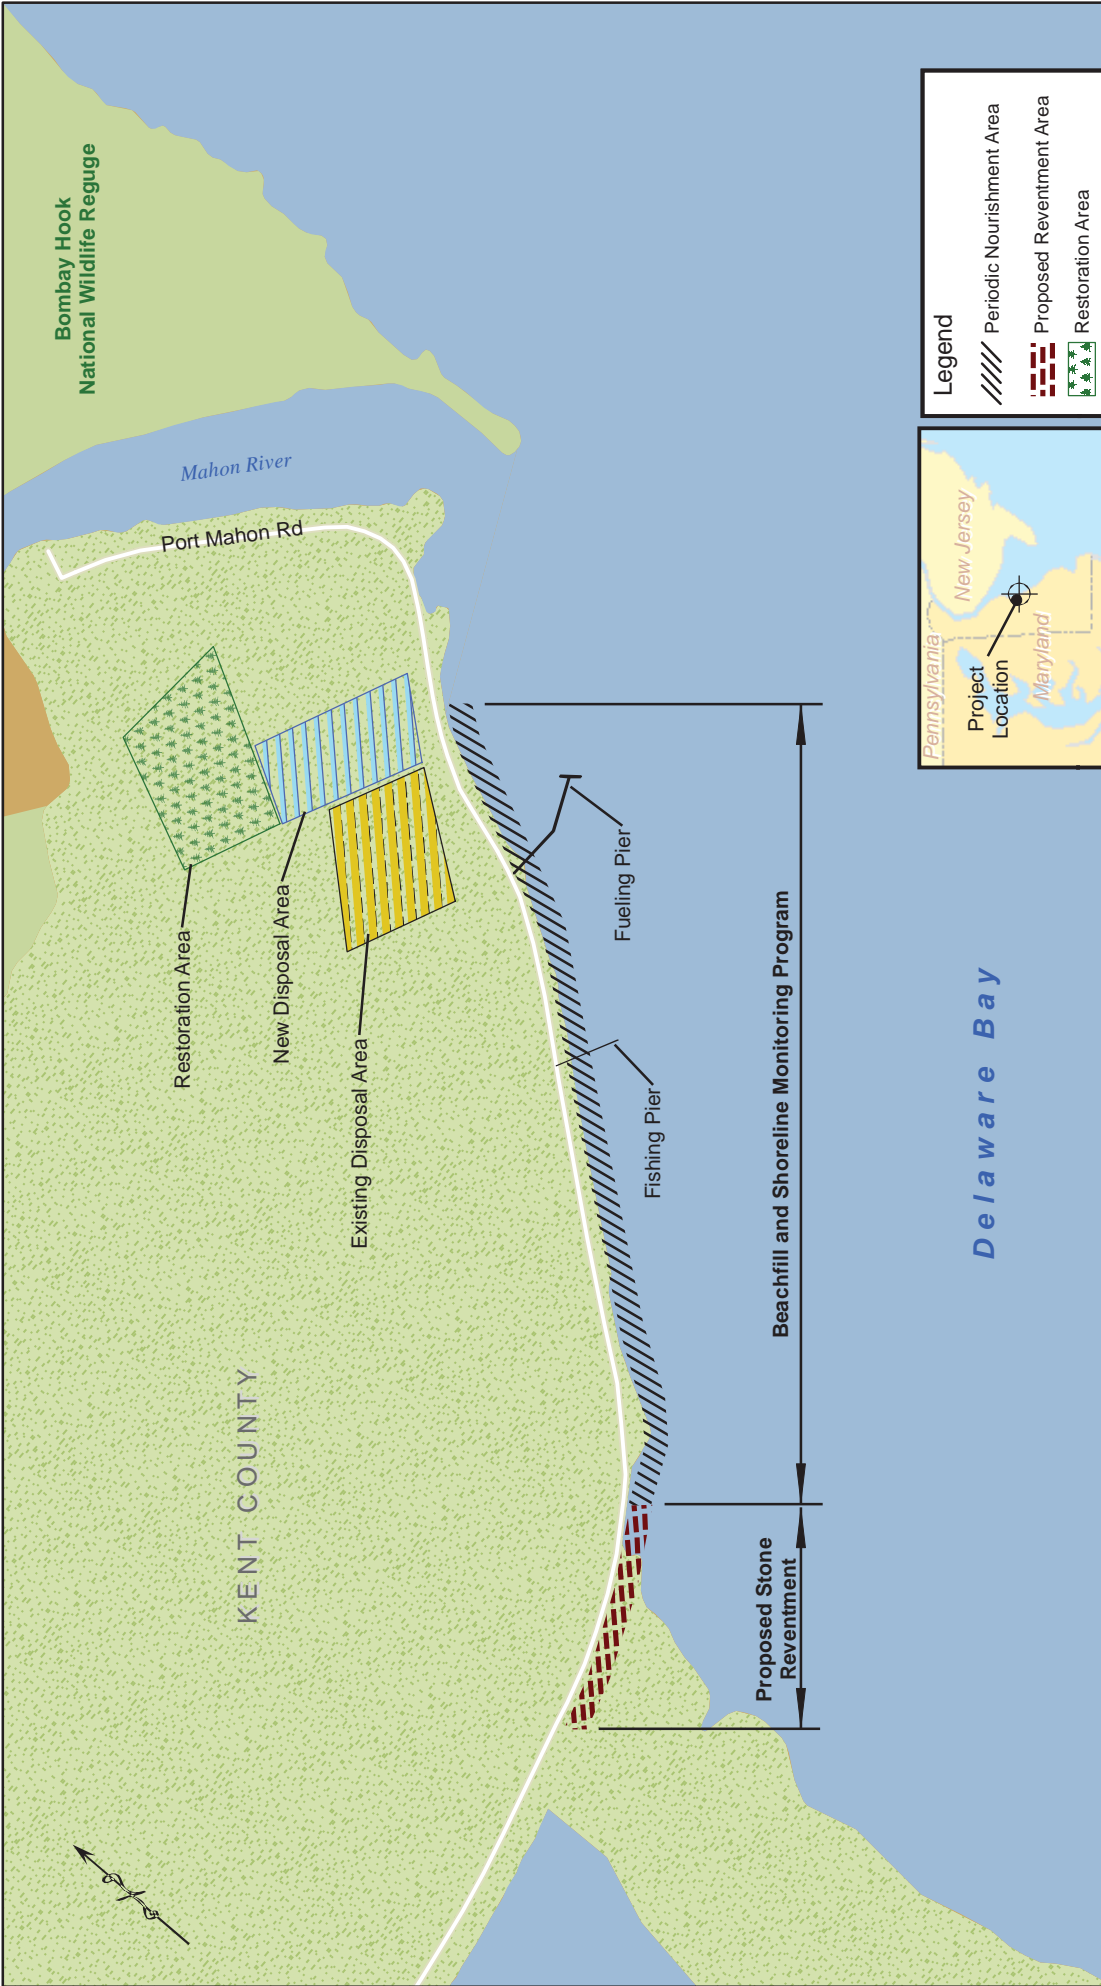 Bombay Hook
National Wildlife Reguge
Mahon River
Port Mahon Rd
Restoration Area
New Disposal Area
Existing Disposal Area
Fueling Pier
Fishing Pier
KENT COUNTY
Beachfill and Shoreline Monitoring Program
Proposed Stone
Reventment
Delaware Bay
Legend
Periodic Nourishment Area
Proposed Reventment Area
Restoration Area
Pennsylvania
New Jersey
Maryland
Project
Location